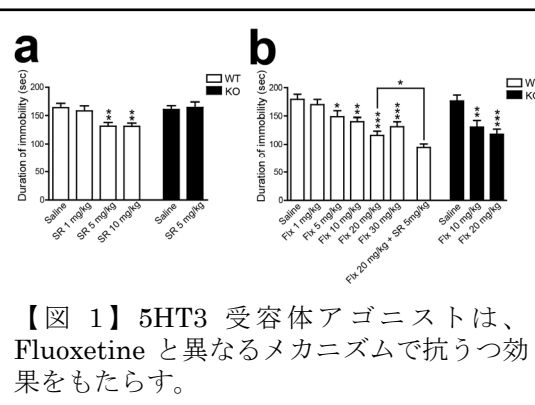 a
Duration of immobility (sec)
200
150
100
50
0
WT
KO
**
**
Saline
SR 1 mg/kg
SR 5 mg/kg
SR 10 mg/kg
Saline
SR 5 mg/kg
b
Duration of immobility (sec)
200
150
100
50
0
W
KO
*
*
**
***
***
**
***
Saline
Flx 1 mg/kg
Flx 5 mg/kg
Flx 10 mg/kg
Flx 20 mg/kg
Flx 30 mg/kg
Flx 20 mg/kg + SR 5mg/kg
Saline
Flx 10 mg/kg
Flx 20 mg/kg
【図 1】5HT3 受容体アゴニストは、
Fluoxetine と異なるメカニズムで抗うつ効
果をもたらす。